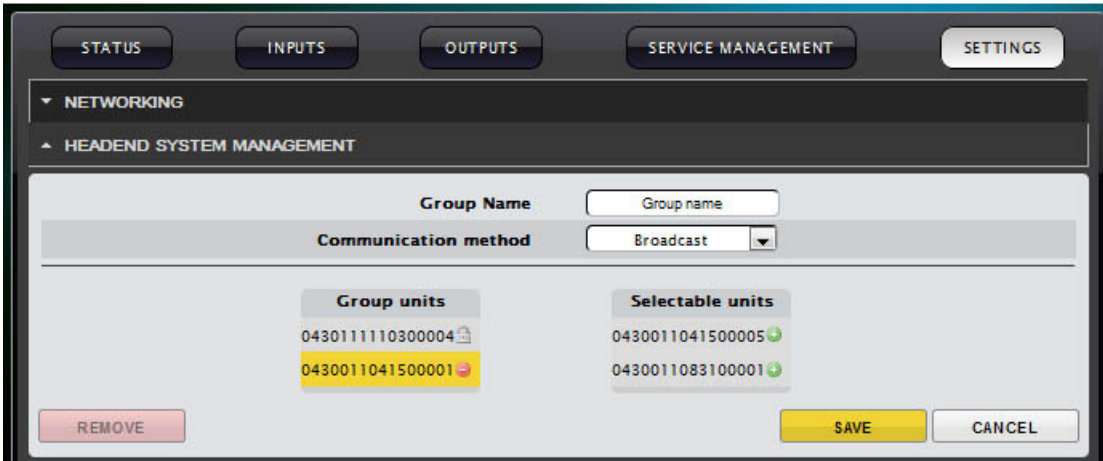 STATUS INPUTS OUTPUTS SERVICE MANAGEMENT SETTINGS
NETWORKING
HEADEND SYSTEM MANAGEMENT
Group Name Group name
Communication method Broadcast
Group units Selectable units
0430111110300004 0430011041500005
0430011041500001 0430011083100001
REMOVE SAVE CANCEL